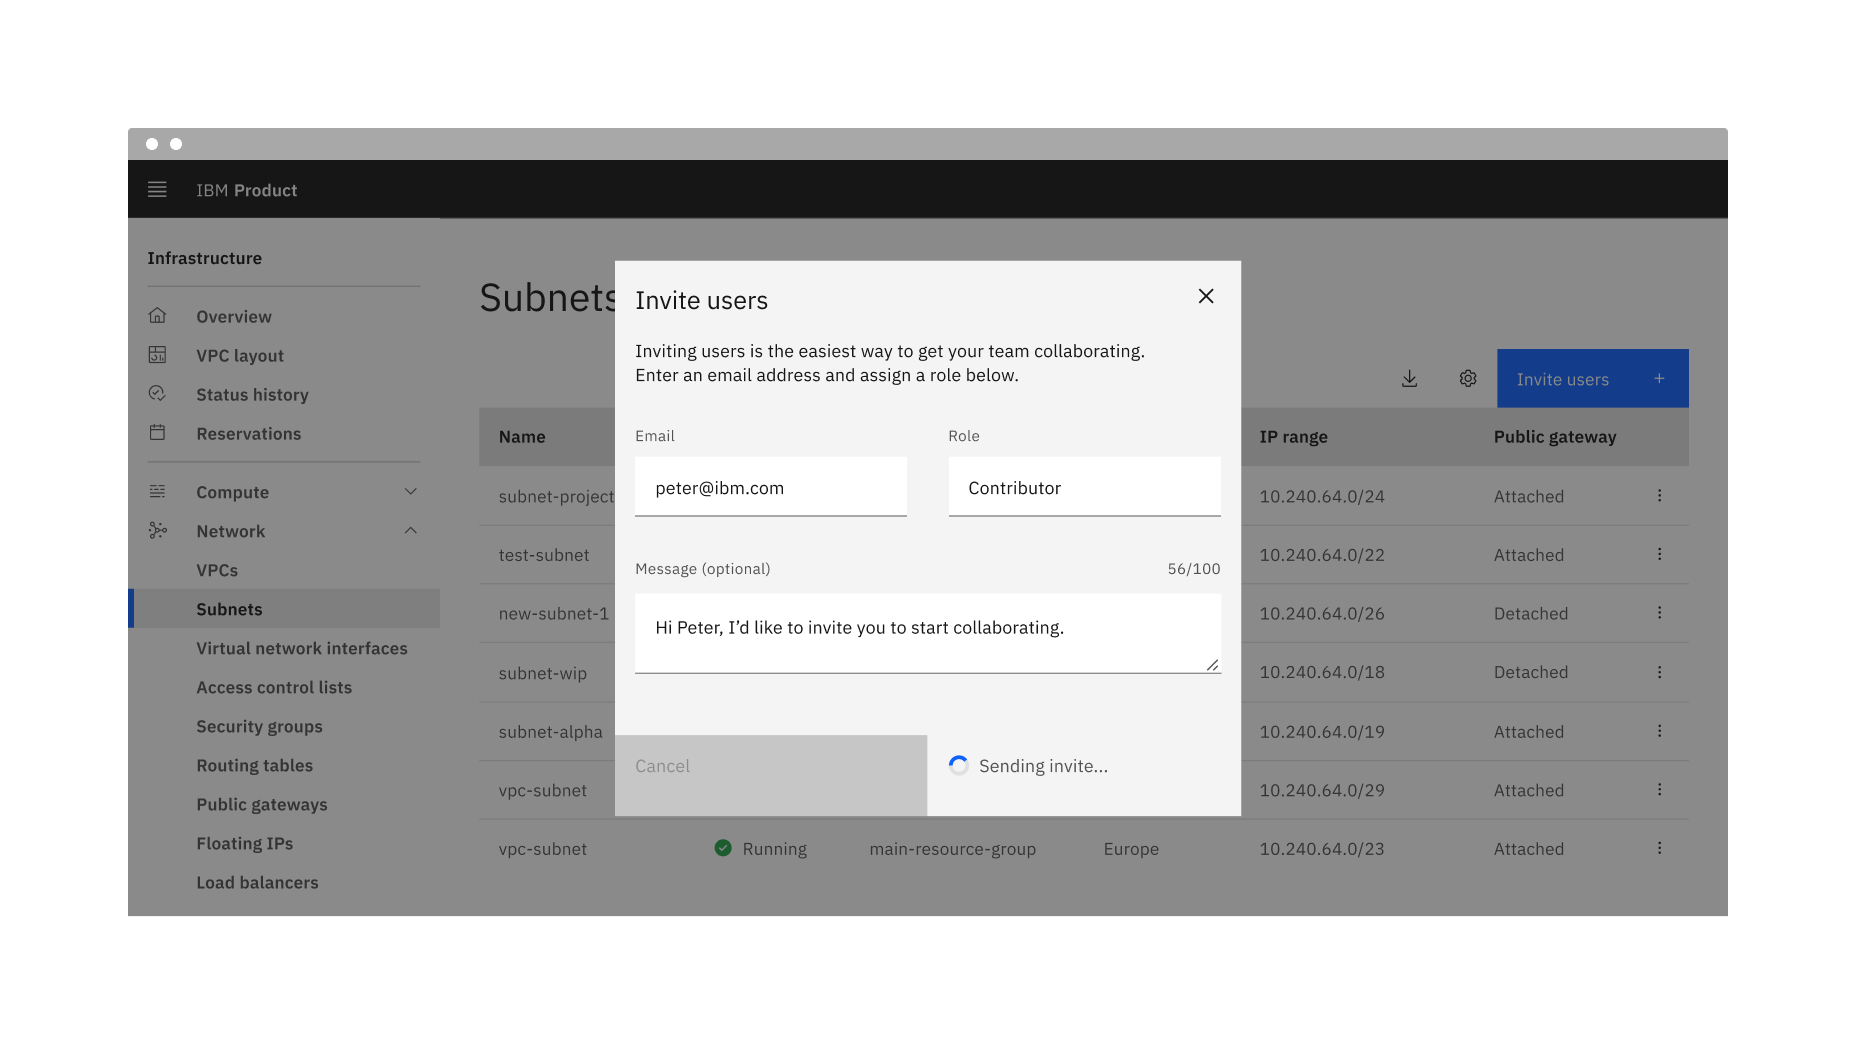 IBM Product
Infrastructure
Overview
VPC layout
Status history
Reservations
Compute
Network
VPCs
Subnets
Virtual network interfaces
Access control lists
Security groups
Routing tables
Public gateways
Floating IPs
Load balancers
Subnets
Invite users +
Name IP range Public gateway
subnet-project 10.240.64.0/24 Attached
test-subnet 10.240.64.0/22 Attached
new-subnet-1 10.240.64.0/26 Detached
subnet-wip 10.240.64.0/18 Detached
subnet-alpha 10.240.64.0/19 Attached
vpc-subnet 10.240.64.0/29 Attached
vpc-subnet Running main-resource-group Europe 10.240.64.0/23 Attached
Invite users
Inviting users is the easiest way to get your team collaborating.
Enter an email address and assign a role below.
Email Role
peter@ibm.com Contributor
Message (optional) 56/100
Hi Peter, I’d like to invite you to start collaborating.
Cancel Sending invite...